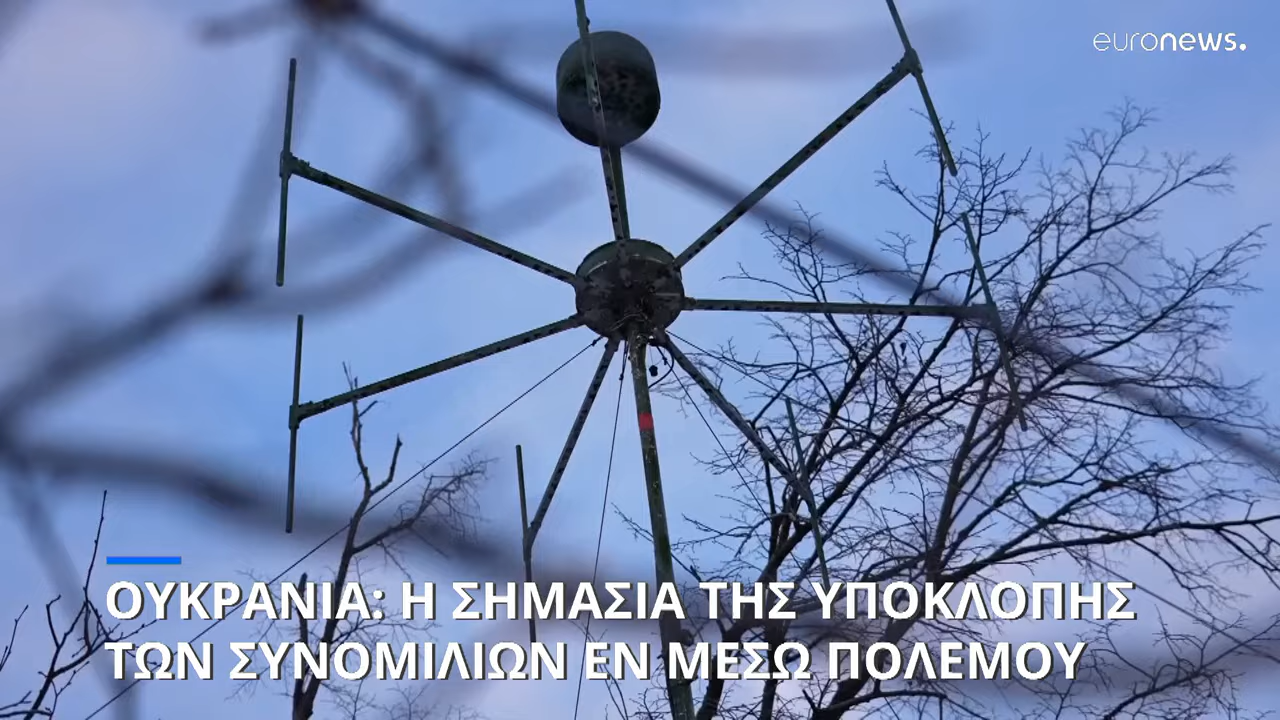 euronews.
ΟΥΚΡΑΝΙΑ: Η ΣΗΜΑΣΙΑ ΤΗΣ ΥΠΟΚΛΟΠΗΣ
ΤΩΝ ΣΥΝΟΜΙΛΙΩΝ ΕΝ ΜΕΣΩ ΠΟΛΕΜΟΥ